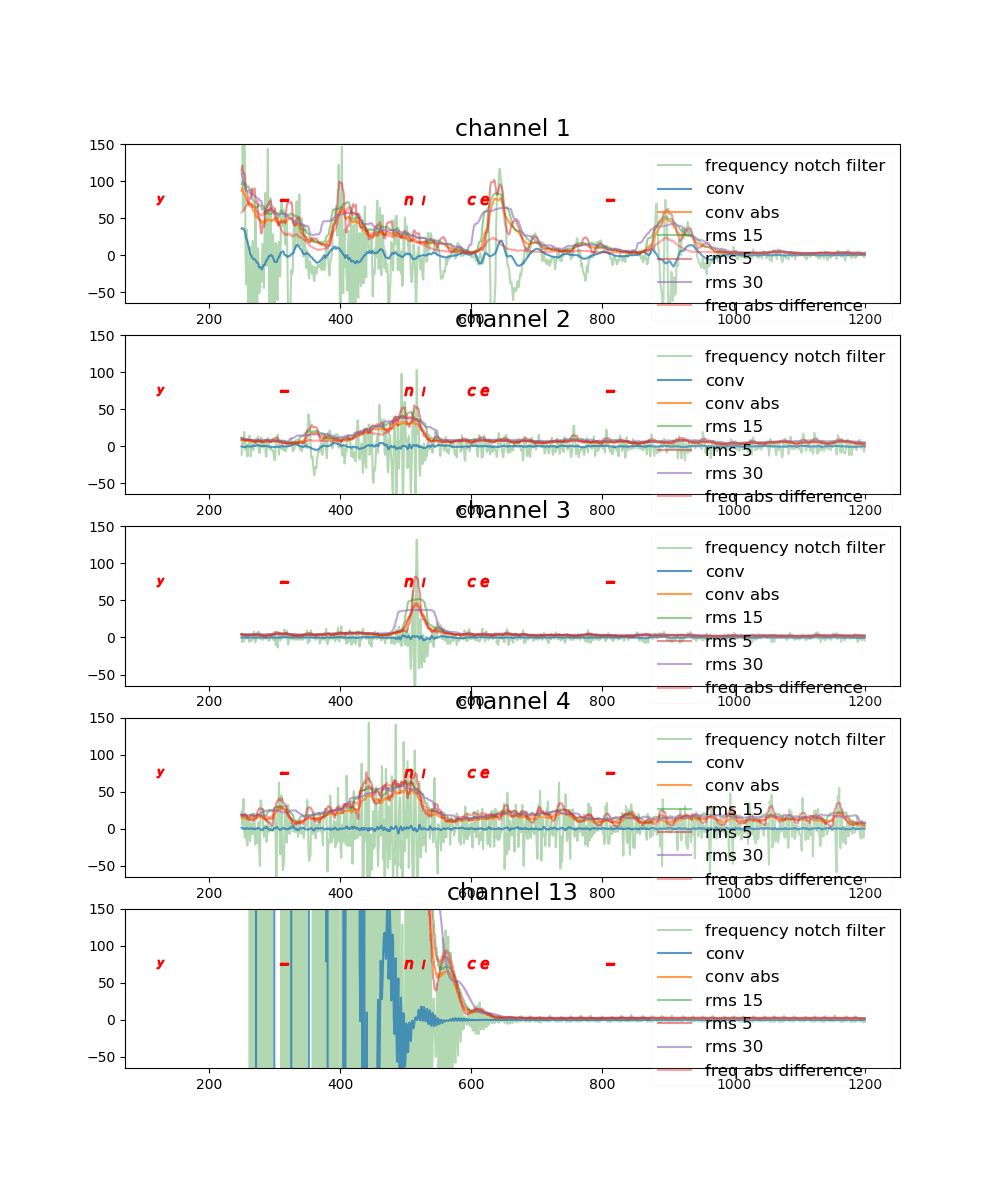 channel 1
150
100
50
0
−50
y – n i c e –
frequency notch filter
conv
conv abs
rms 15
rms 5
rms 30
freq abs difference
200 400 600 800 1000 1200
channel 2
150
100
50
0
−50
y – n i c e –
frequency notch filter
conv
conv abs
rms 15
rms 5
rms 30
freq abs difference
200 400 600 800 1000 1200
channel 3
150
100
50
0
−50
y – n i c e –
frequency notch filter
conv
conv abs
rms 15
rms 5
rms 30
freq abs difference
200 400 600 800 1000 1200
channel 4
150
100
50
0
−50
y – n i c e –
frequency notch filter
conv
conv abs
rms 15
rms 5
rms 30
freq abs difference
200 400 600 800 1000 1200
channel 13
150
100
50
0
−50
y – n i c e –
frequency notch filter
conv
conv abs
rms 15
rms 5
rms 30
freq abs difference
200 400 600 800 1000 1200